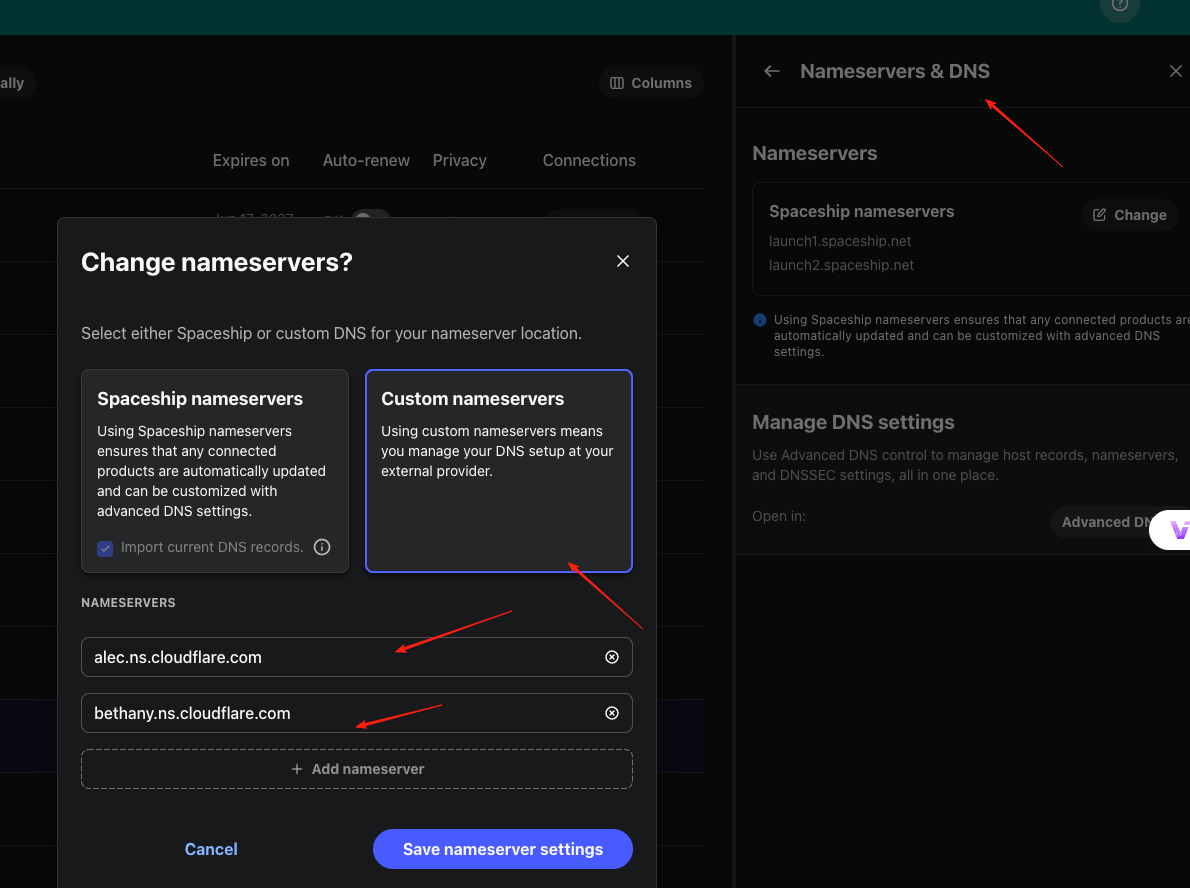 ally
Columns
Expires on Auto-renew Privacy Connections
Change nameservers?
Select either Spaceship or custom DNS for your nameserver location.
Spaceship nameservers
Using Spaceship nameservers
ensures that any connected
products are automatically updated
and can be customized with
advanced DNS settings.
Import current DNS records.
Custom nameservers
Using custom nameservers means
you manage your DNS setup at your
external provider.
NAMESERVERS
alec.ns.cloudflare.com
bethany.ns.cloudflare.com
Add nameserver
Cancel
Save nameserver settings
Nameservers & DNS
Nameservers
Spaceship nameservers
Change
launch1.spaceship.net
launch2.spaceship.net
Using Spaceship nameservers ensures that any connected products are
automatically updated and can be customized with advanced DNS
settings.
Manage DNS settings
Use Advanced DNS control to manage host records, nameservers,
and DNSSEC settings, all in one place.
Open in:
Advanced DN